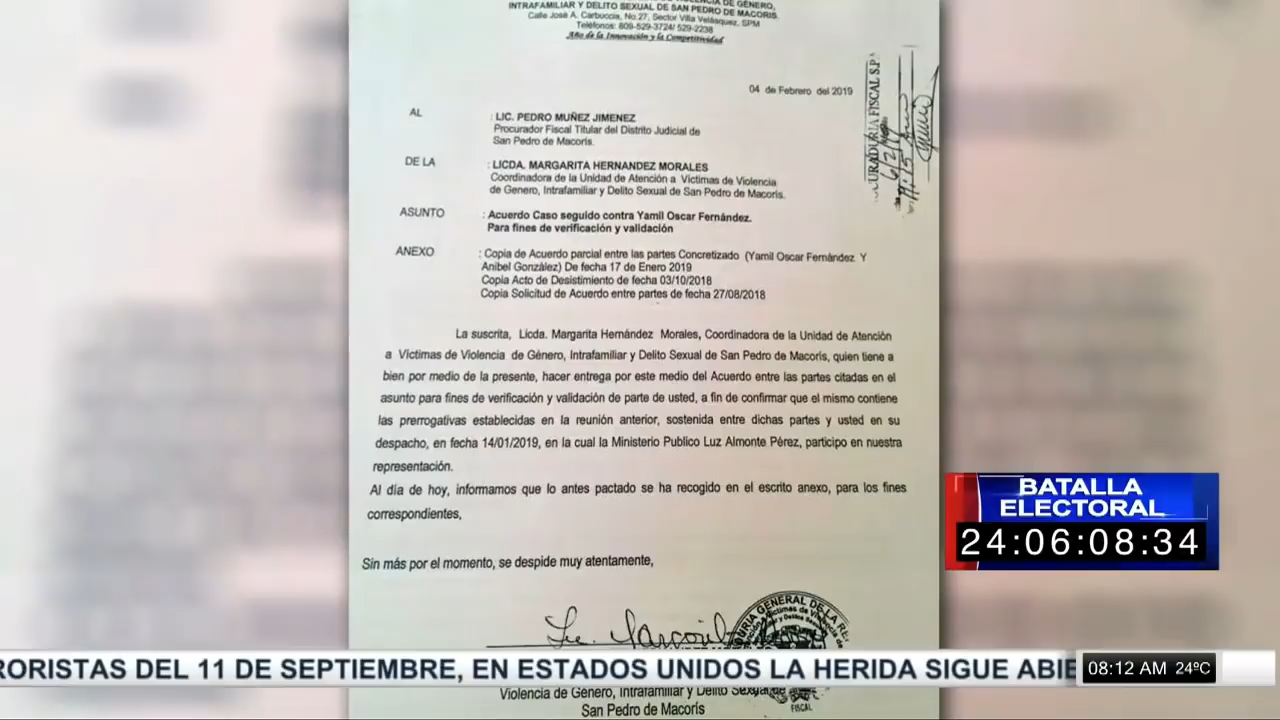 INTRAFAMILIAR Y DELITO SEXUAL DE SAN PEDRO DE MACORIS.
Calle José A. Carbuccia, No.27, Sector Villa Velásquez, SPM
Teléfonos: 809-529-3724/ 529-2238
Año de la Innovación y la Competitividad
04 de Febrero del 2019
AL : LIC. PEDRO MUÑEZ JIMENEZ
Procurador Fiscal Titular del Distrito Judicial de
San Pedro de Macorís.
DE LA : LICDA. MARGARITA HERNANDEZ MORALES
Coordinadora de la Unidad de Atención a Victimas de Violencia
de Genero, Intrafamiliar y Delito Sexual de San Pedro de Macorís.
ASUNTO : Acuerdo Caso seguido contra Yamil Oscar Fernández.
Para fines de verificación y validación
ANEXO : Copia de Acuerdo parcial entre las partes Concretizado (Yamil Oscar Fernández Y
Anibel González) De fecha 17 de Enero 2019
Copia Acto de Desistimiento de fecha 03/10/2018
Copia Solicitud de Acuerdo entre partes de fecha 27/08/2018
La suscrita, Licda. Margarita Hernández Morales, Coordinadora de la Unidad de Atención
a Víctimas de Violencia de Género, Intrafamiliar y Delito Sexual de San Pedro de Macorís, quien tiene a
bien por medio de la presente, hacer entrega por este medio del Acuerdo entre las partes citadas en el
asunto para fines de verificación y validación de parte de usted, a fin de confirmar que el mismo contiene
las prerrogativas establecidas en la reunión anterior, sostenida entre dichas partes y usted en su
despacho, en fecha 14/01/2019, en la cual la Ministerio Publico Luz Almonte Pérez, participo en nuestra
representación.
Al día de hoy, informamos que lo antes pactado se ha recogido en el escrito anexo, para los fines
correspondientes,
Sin más por el momento, se despide muy atentamente,
Violencia de Género, Intrafamiliar y Delito Sexual de
San Pedro de Macorís
FISCAL
URADURIA FISCAL S.P.
BATALLA
ELECTORAL
24:06:08:34
RORISTAS DEL 11 DE SEPTIEMBRE, EN ESTADOS UNIDOS LA HERIDA SIGUE ABIE
08:12 AM 24°C